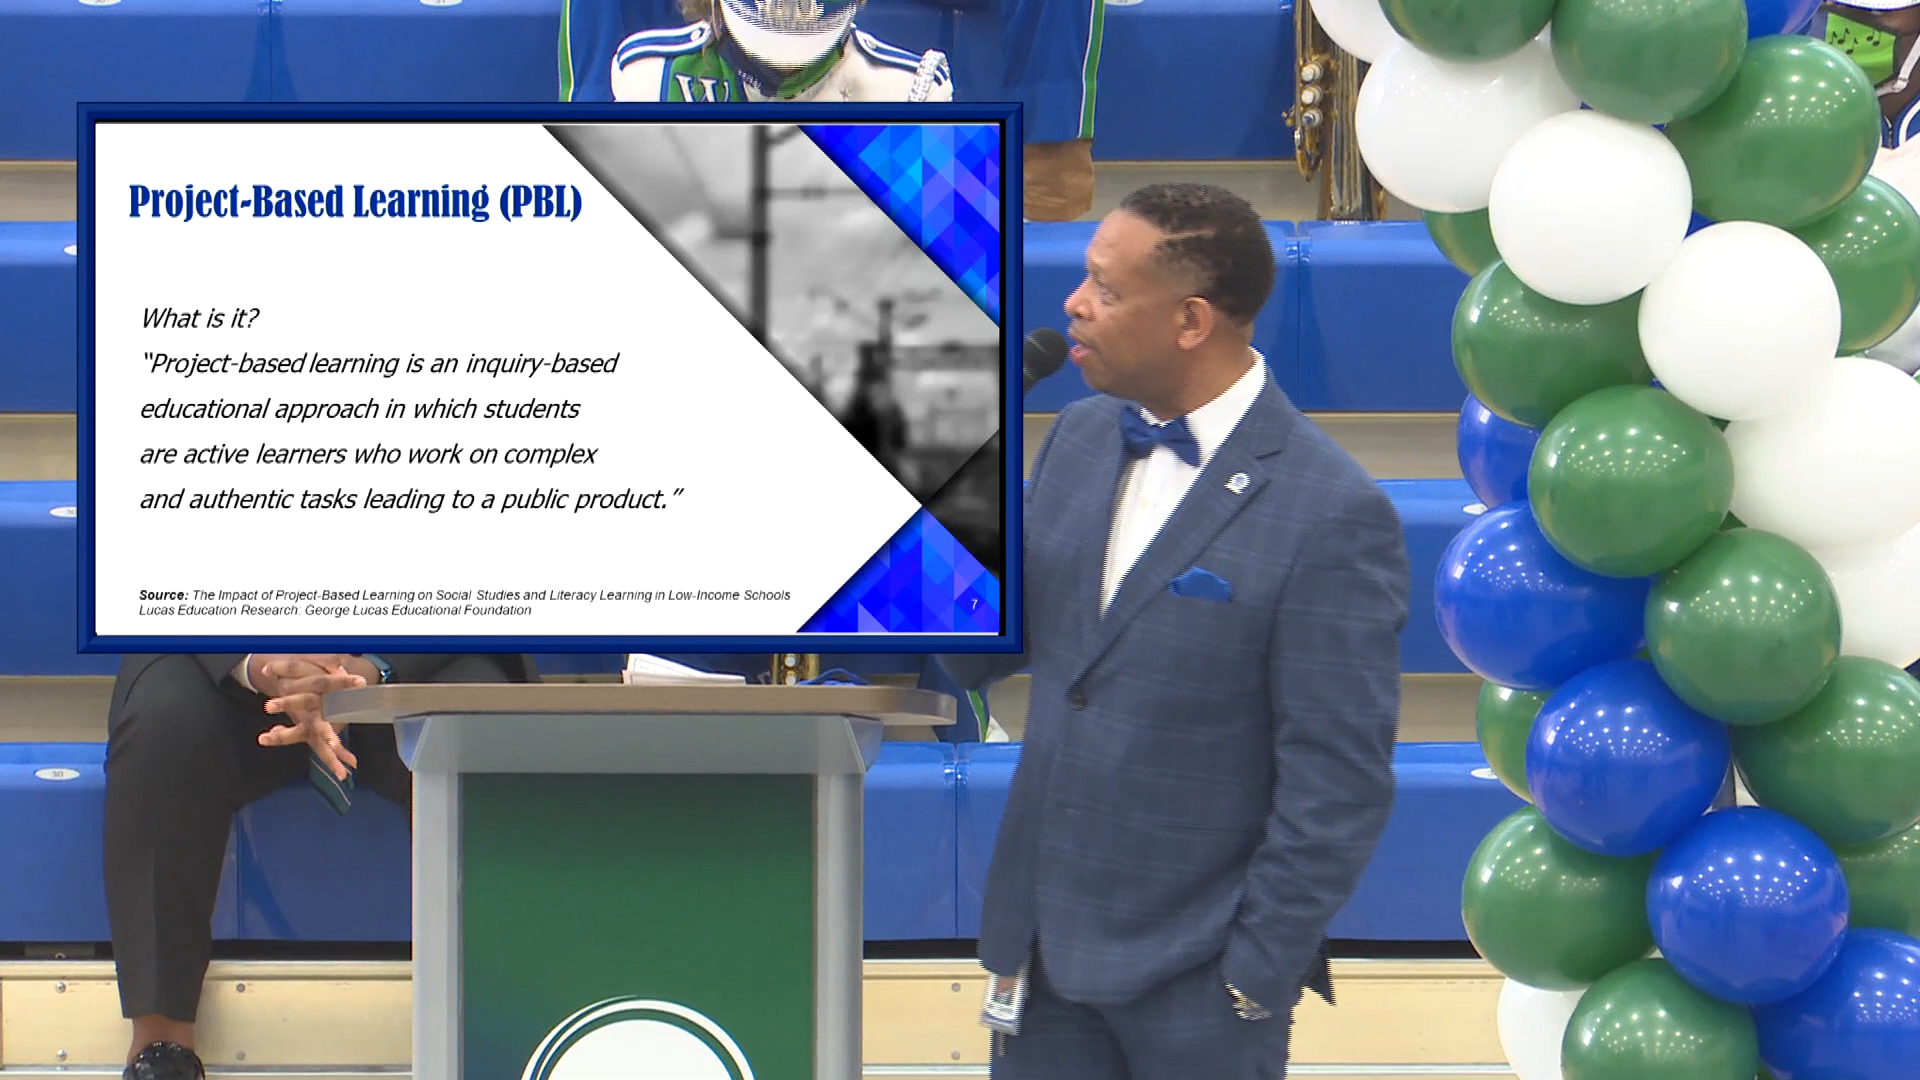 W
Project-Based Learning (PBL)
What is it?
“Project-based learning is an inquiry-based
educational approach in which students
are active learners who work on complex
and authentic tasks leading to a public product.”
Source: The Impact of Project-Based Learning on Social Studies and Literacy Learning in Low-Income Schools
Lucas Education Research: George Lucas Educational Foundation
7
30